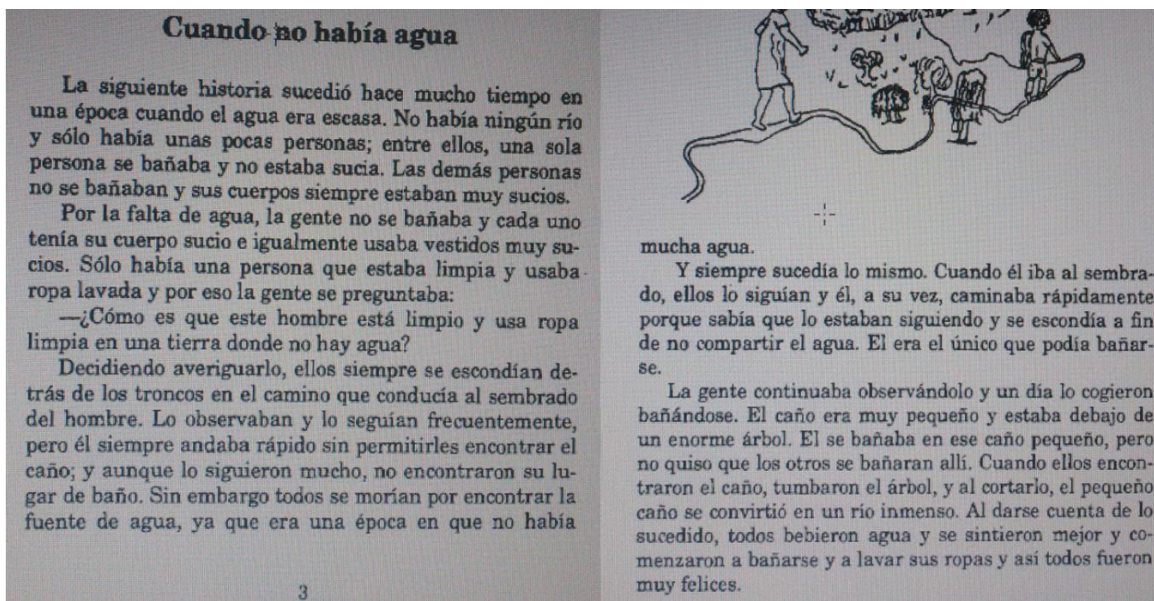 Cuando no había agua
La siguiente historia sucedió hace mucho tiempo en
una época cuando el agua era escasa. No había ningún río
y sólo había unas pocas personas; entre ellos, una sola
persona se bañaba y no estaba sucia. Las demás personas
no se bañaban y sus cuerpos siempre estaban muy sucios.
Por la falta de agua, la gente no se bañaba y cada uno
tenía su cuerpo sucio e igualmente usaba vestidos muy su-
cios. Sólo había una persona que estaba limpia y usaba
ropa lavada y por eso la gente se preguntaba:
—¿Cómo es que este hombre está limpio y usa ropa
limpia en una tierra donde no hay agua?
Decidiendo averiguarlo, ellos siempre se escondían de-
trás de los troncos en el camino que conducía al sembrado
del hombre. Lo observaban y lo seguían frecuentemente,
pero él siempre andaba rápido sin permitirles encontrar el
caño; y aunque lo siguieron mucho, no encontraron su lu-
gar de baño. Sin embargo todos se morían por encontrar la
fuente de agua, ya que era una época en que no había
3
mucha agua.
Y siempre sucedía lo mismo. Cuando él iba al sembra-
do, ellos lo siguían y él, a su vez, caminaba rápidamente
porque sabía que lo estaban siguiendo y se escondía a fin
de no compartir el agua. El era el único que podía bañar-
se.
La gente continuaba observándolo y un día lo cogieron
bañándose. El caño era muy pequeño y estaba debajo de
un enorme árbol. El se bañaba en ese caño pequeño, pero
no quiso que los otros se bañaran allí. Cuando ellos encon-
traron el caño, tumbaron el árbol, y al cortarlo, el pequeño
caño se convirtió en un río inmenso. Al darse cuenta de lo
sucedido, todos bebieron agua y se sintieron mejor y co-
menzaron a bañarse y a lavar sus ropas y así todos fueron
muy felices.